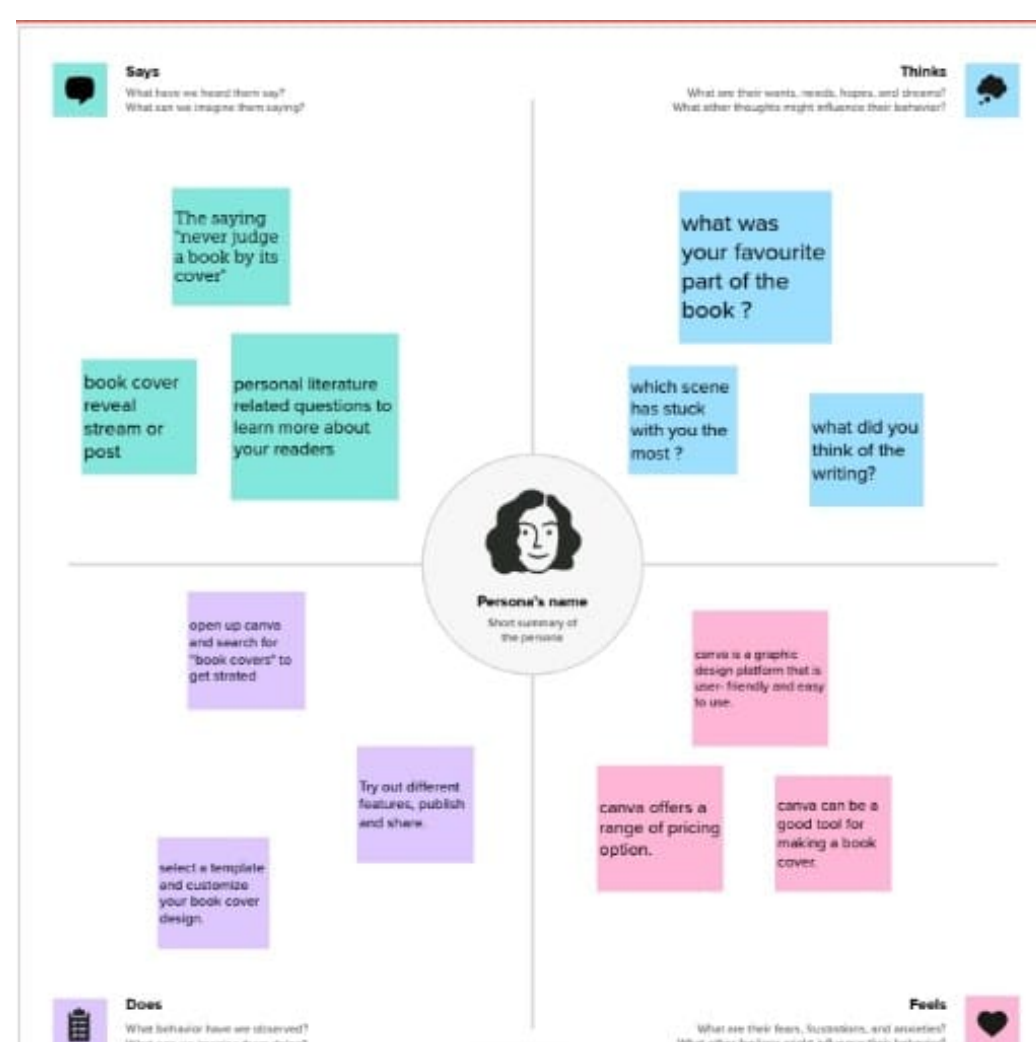 Says
What have we heard them say?
What can we imagine them saying?
Thinks
What are their wants, needs, hopes, and dreams?
What other thoughts might influence their behavior?
The saying
"never judge
a book by its
cover"
book cover
reveal
stream or
post
personal literature
related questions to
learn more about
your readers
what was
your favourite
part of the
book ?
which scene
has stuck
with you the
most ?
what did you
think of the
writing?
Persona's name
Short summary of
the persona
open up canva
and search for
"book covers" to
get strated
Try out different
features, publish
and share.
select a template
and customize
your book cover
design.
canva is a graphic
design platform that is
user- friendly and easy
to use.
canva offers a
range of pricing
option.
canva can be a
good tool for
making a book
cover.
Does
What behavior have we observed?
Feels
What are their fears, frustrations, and anxieties?